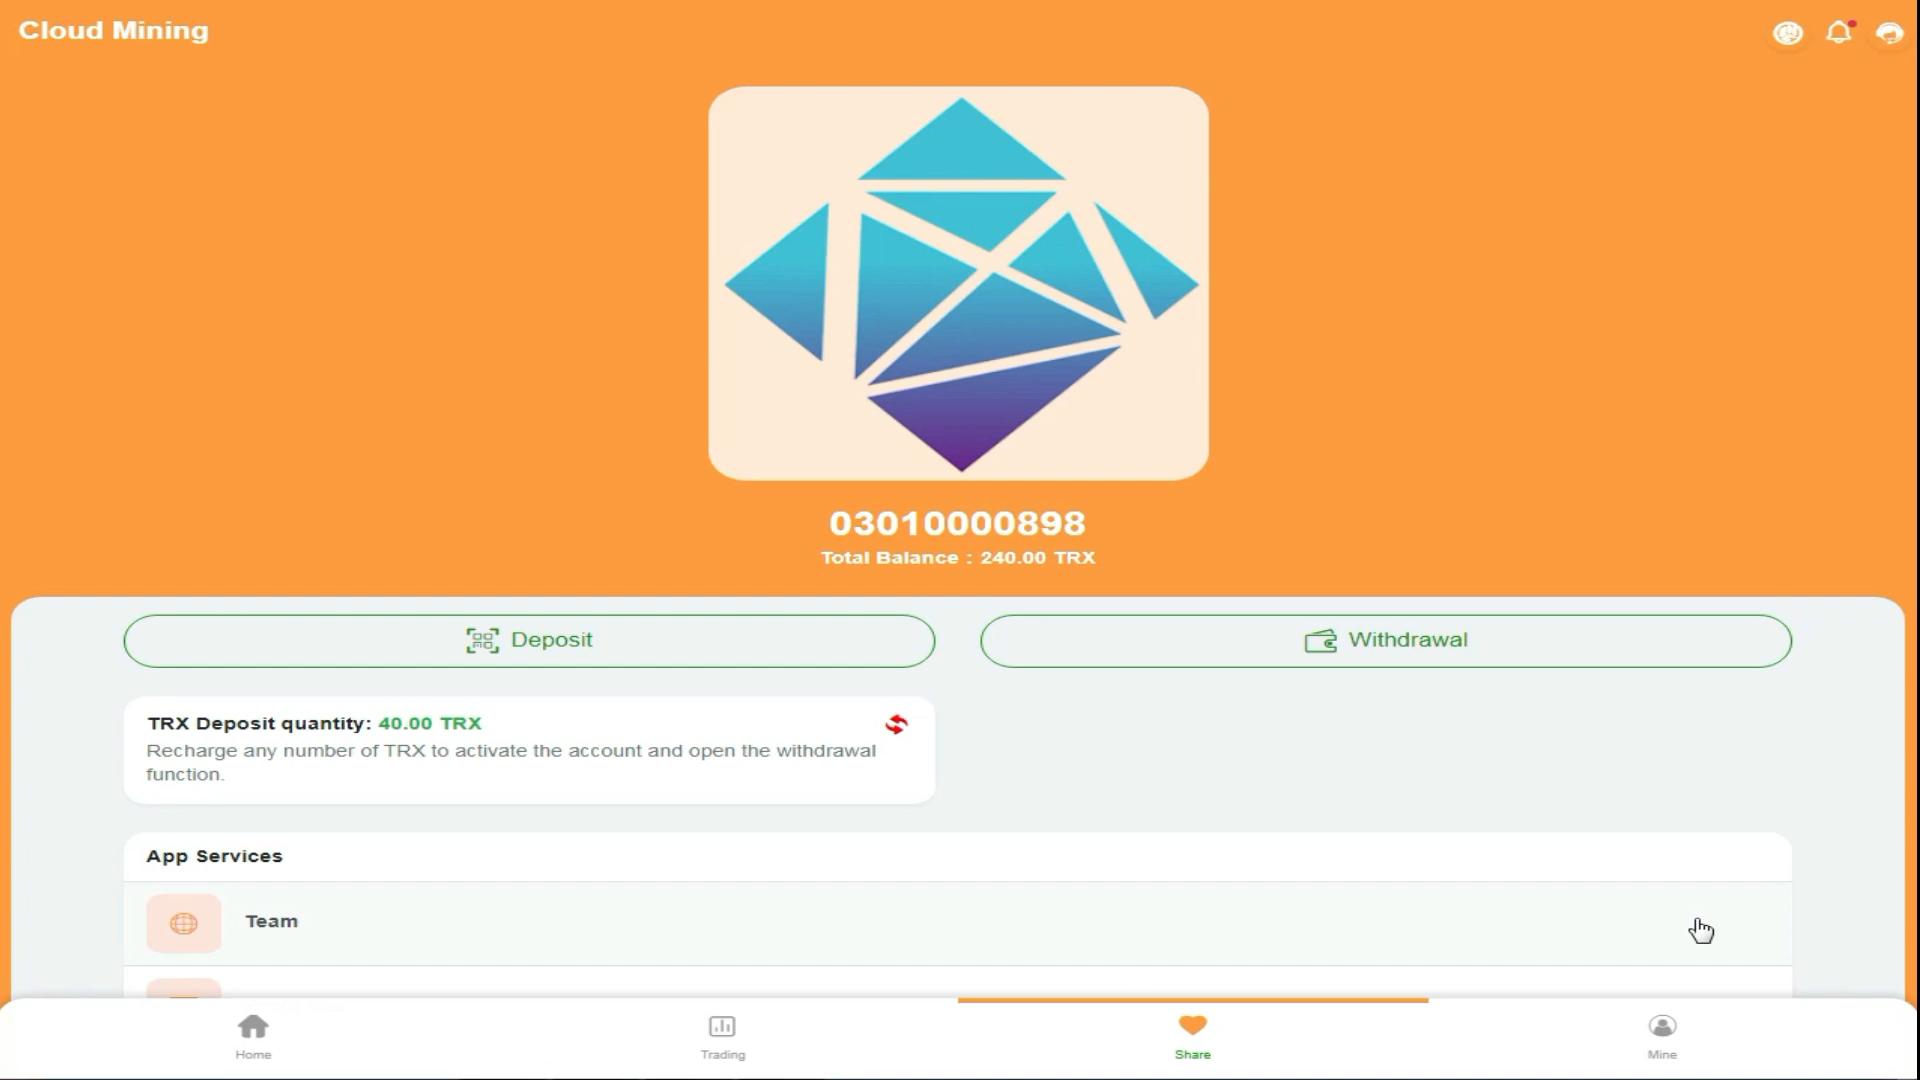 Cloud Mining
03010000898
Total Balance : 240.00 TRX
Deposit
Withdrawal
TRX Deposit quantity: 40.00 TRX
Recharge any number of TRX to activate the account and open the withdrawal
function.
App Services
Team
Home
Trading
Share
Mine